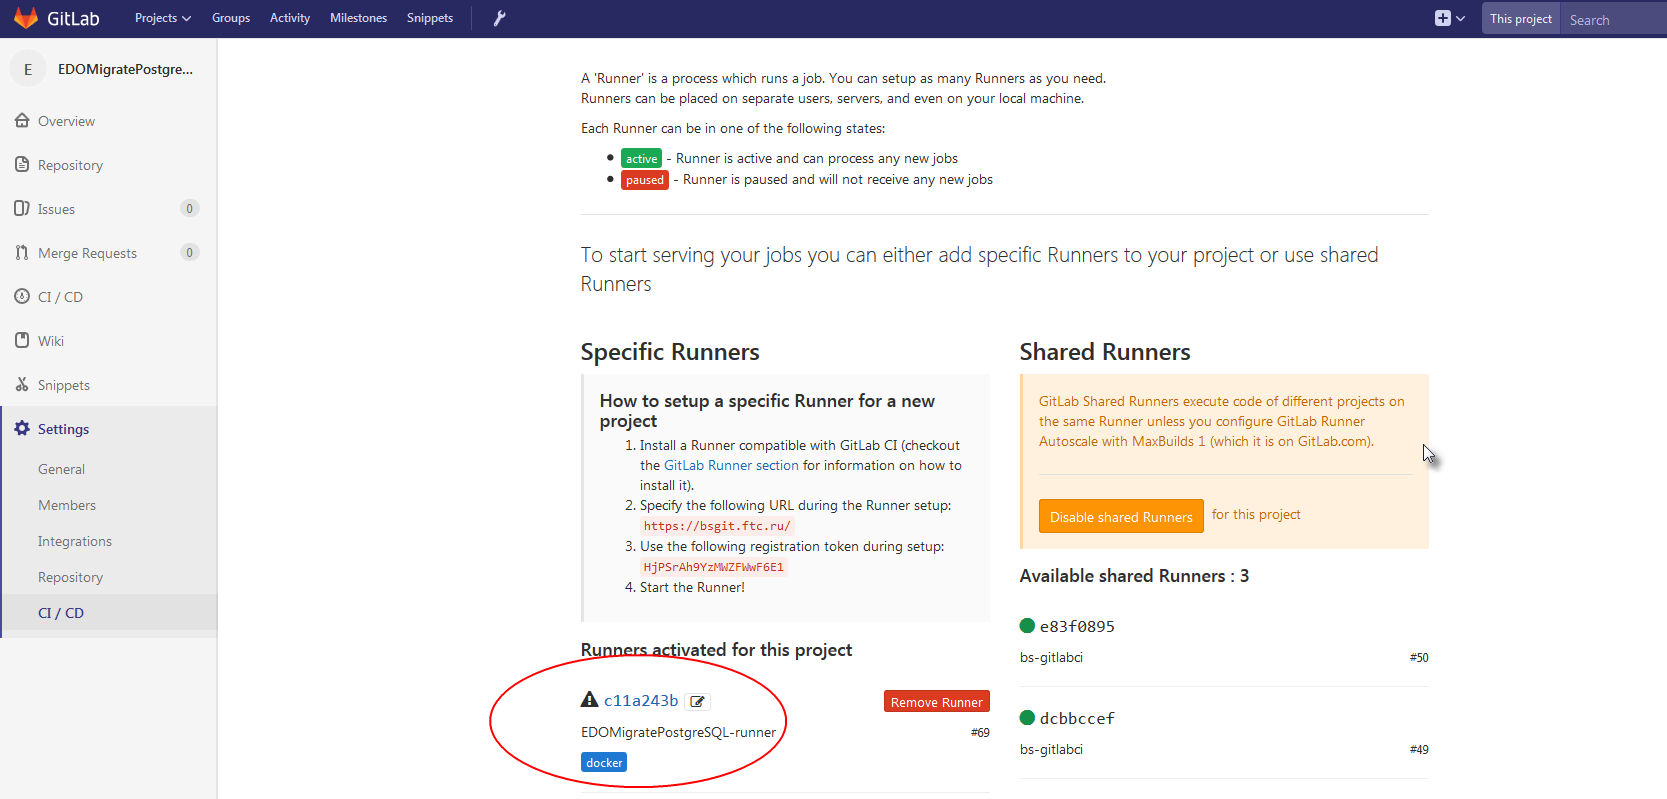 GitLab
Projects
Groups
Activity
Milestones
Snippets
This project
Search
E
EDOMigratePostgre...
Overview
Repository
Issues
0
Merge Requests
0
CI / CD
Wiki
Snippets
Settings
General
Members
Integrations
Repository
CI / CD
A 'Runner' is a process which runs a job. You can setup as many Runners as you need.
Runners can be placed on separate users, servers, and even on your local machine.
Each Runner can be in one of the following states:
active - Runner is active and can process any new jobs
paused - Runner is paused and will not receive any new jobs
To start serving your jobs you can either add specific Runners to your project or use shared
Runners
Specific Runners
How to setup a specific Runner for a new
project
1. Install a Runner compatible with GitLab CI (checkout
the GitLab Runner section for information on how to
install it).
2. Specify the following URL during the Runner setup:
https://bsgit.ftc.ru/
3. Use the following registration token during setup:
HjPSrAh9YzMWZFWwF6E1
4. Start the Runner!
Runners activated for this project
c11a243b
Remove Runner
EDOMigratePostgreSQL-runner
#69
docker
Shared Runners
GitLab Shared Runners execute code of different projects on
the same Runner unless you configure GitLab Runner
Autoscale with MaxBuilds 1 (which it is on GitLab.com).
Disable shared Runners for this project
Available shared Runners : 3
e83f0895
bs-gitlabci
#50
dcbbccef
bs-gitlabci
#49